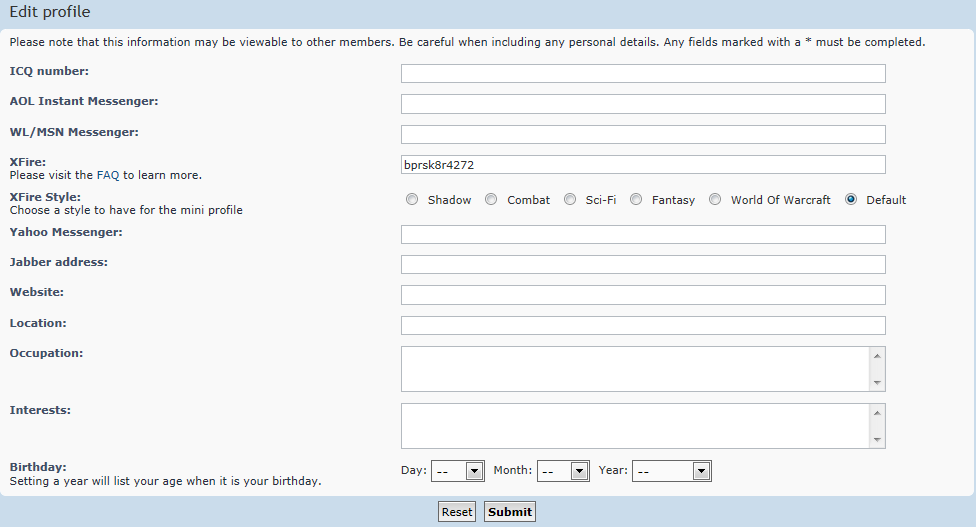 Edit profile
Please note that this information may be viewable to other members. Be careful when including any personal details. Any fields marked with a * must be completed.
ICQ number:
AOL Instant Messenger:
WL/MSN Messenger:
XFire:
bprsk8r4272
Please visit the FAQ to learn more.
XFire Style:
Choose a style to have for the mini profile
Shadow Combat Sci-Fi Fantasy World Of Warcraft Default
Yahoo Messenger:
Jabber address:
Website:
Location:
Occupation:
Interests:
Birthday:
Setting a year will list your age when it is your birthday.
Day: -- Month: -- Year: --
Reset Submit